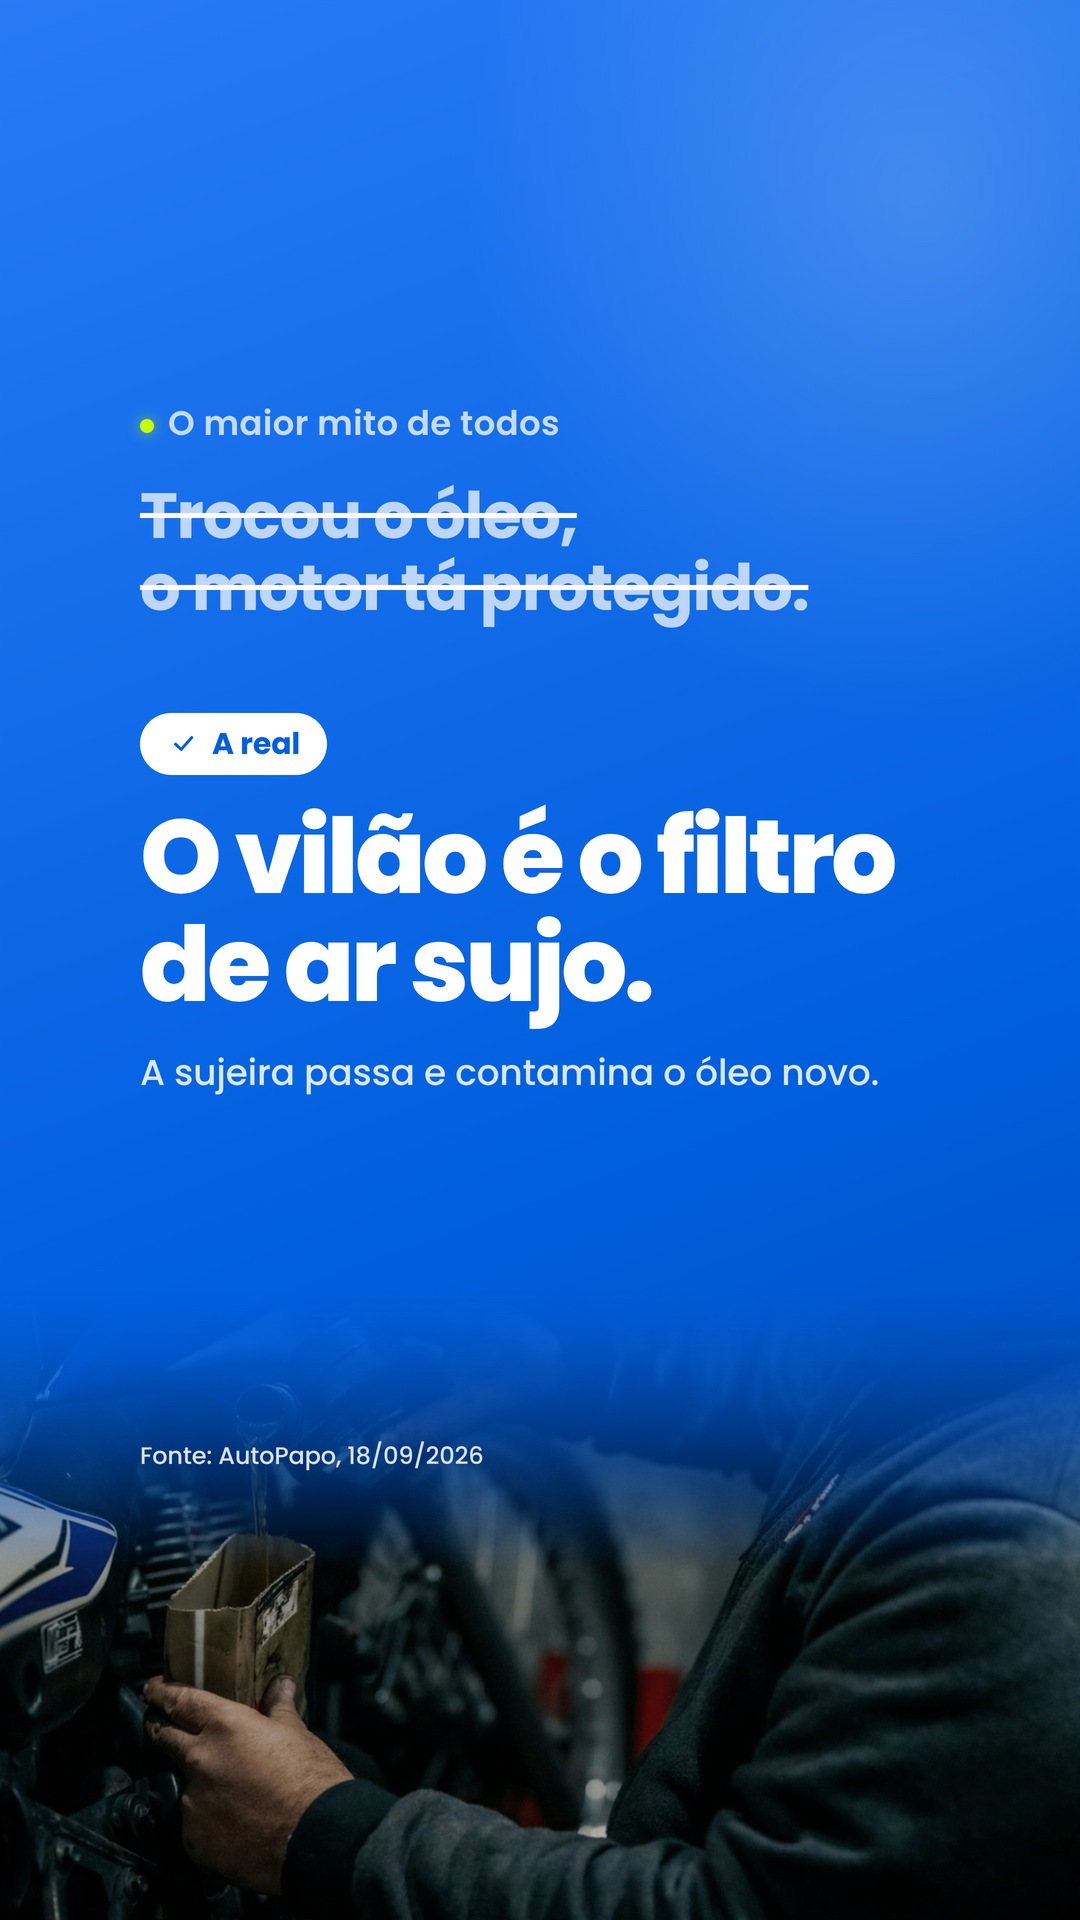 O maior mito de todos
Trocou o óleo,
o motor tá protegido.
A real
O vilão é o filtro
de ar sujo.
A sujeira passa e contamina o óleo novo.
Fonte: AutoPapo, 18/09/2026